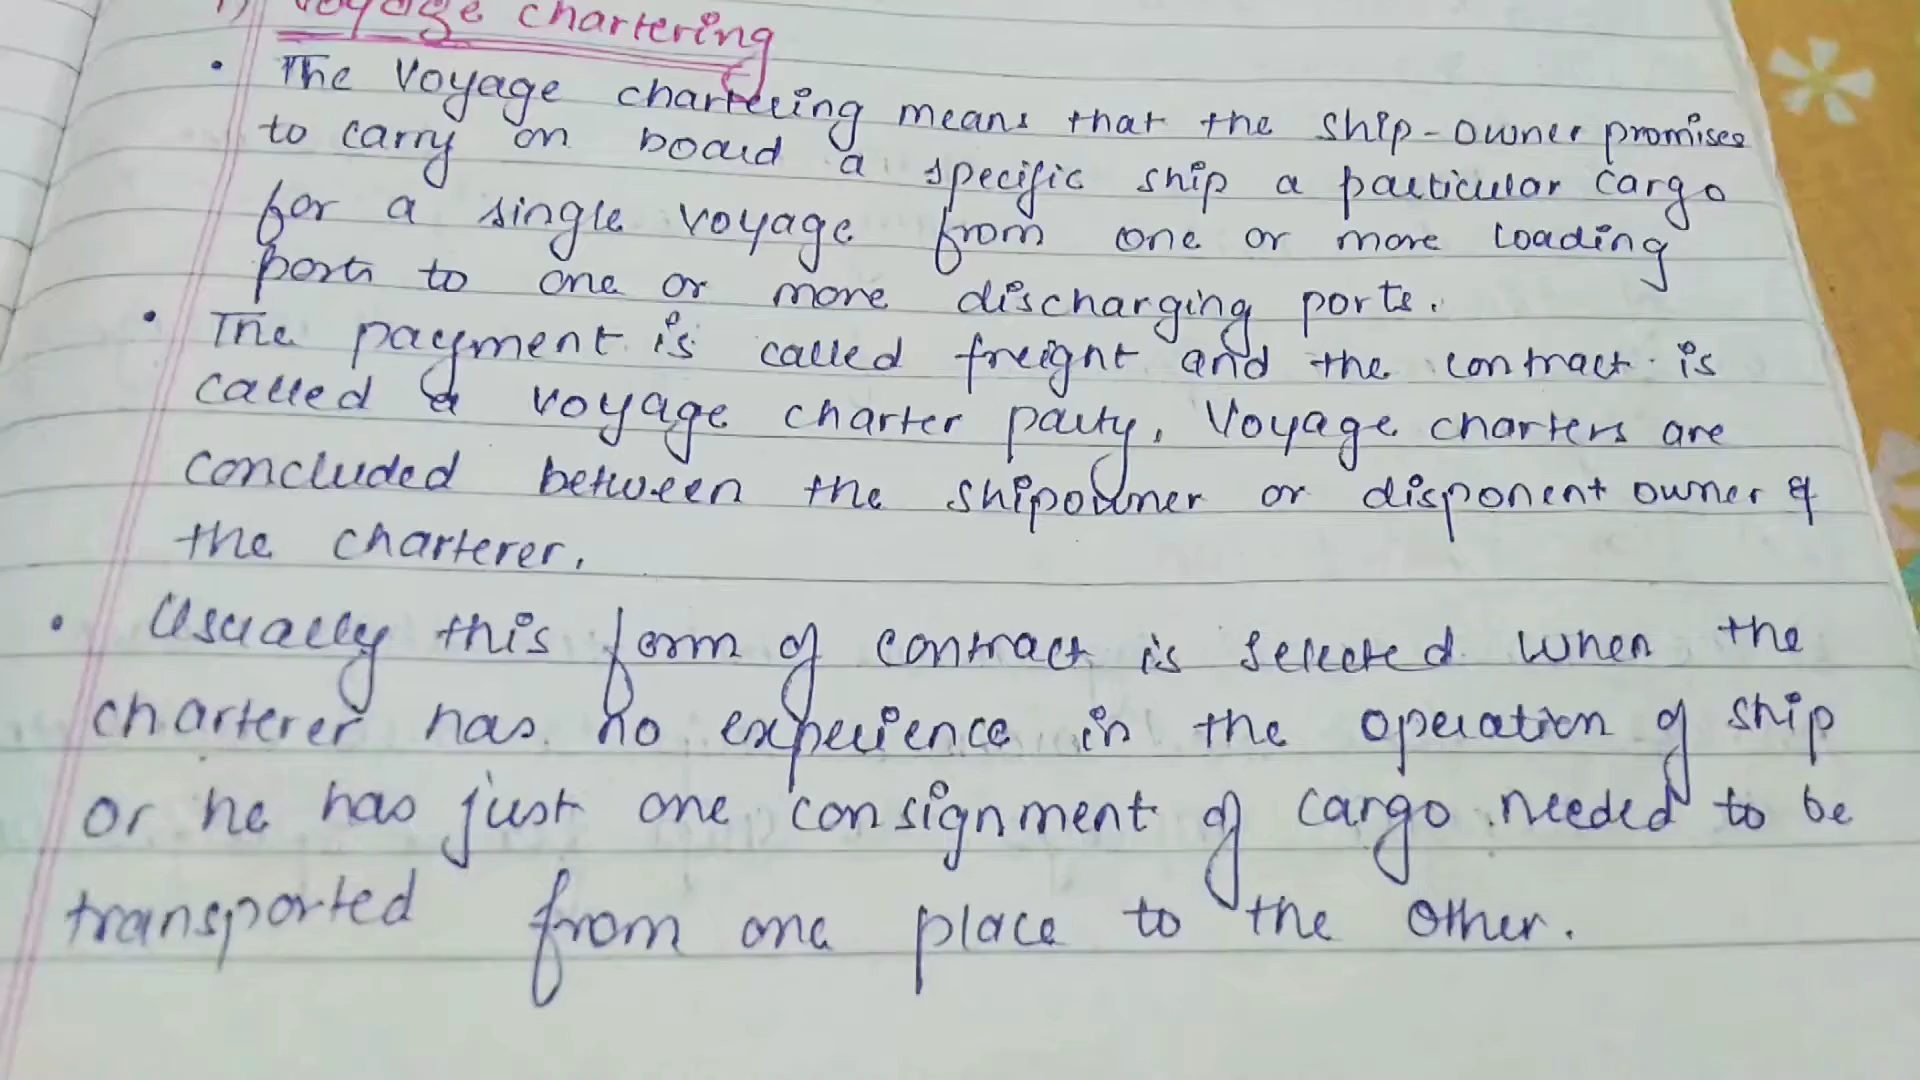 1) Voyage chartering
• The Voyage chartering means that the ship-owner promises
to carry on board a specific ship a particular cargo
for a single voyage from one or more loading
ports to one or more discharging ports.
• The payment is called freight and the contract is
called a voyage charter party. Voyage charters are
concluded between the shipowner or disponent owner &
the charterer.
• Usually this form of contract is selected when the
charterer has no experience in the operation of ship
or he has just one consignment of cargo needed to be
transported from one place to the other.